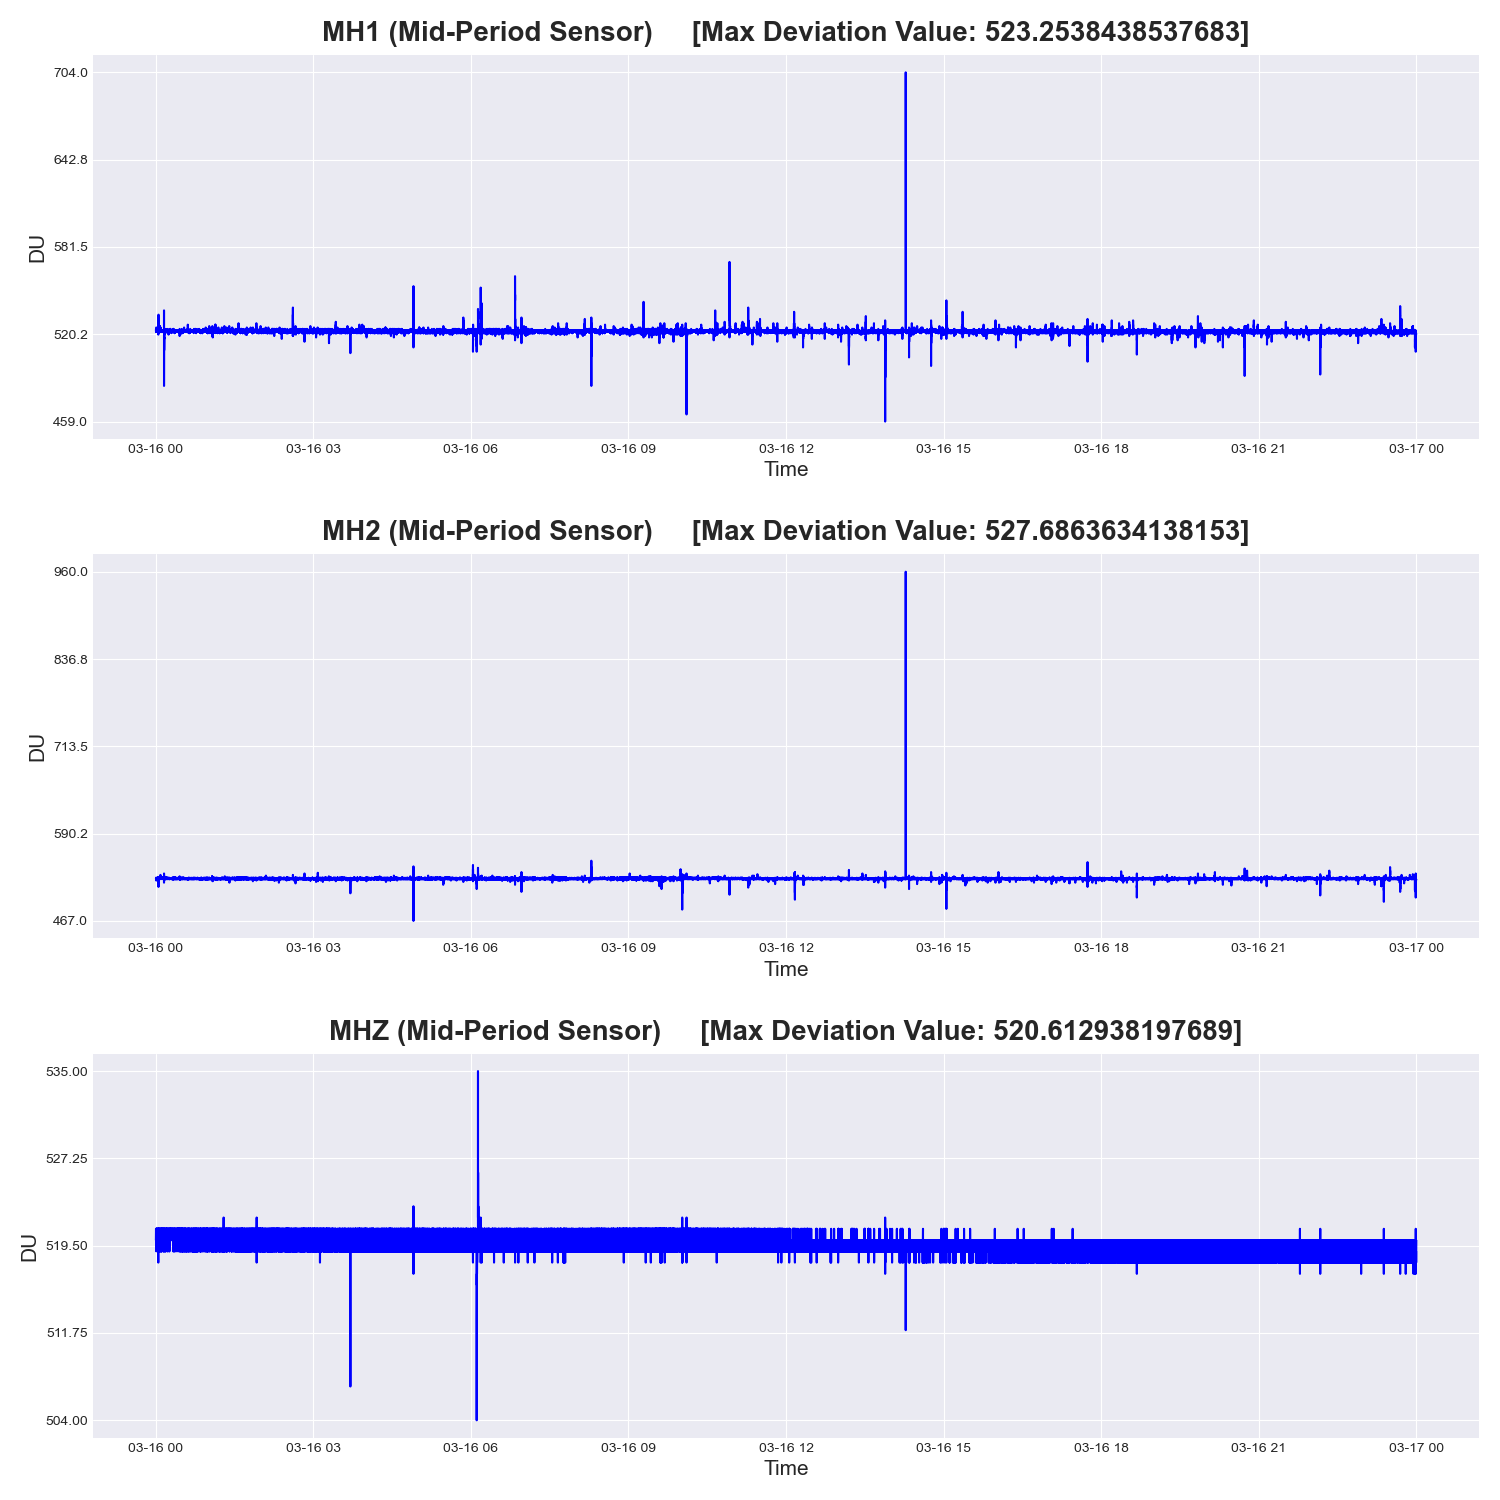 MH1 (Mid-Period Sensor) [Max Deviation Value: 523.2538438537683]
704.0
642.8
581.5
520.2
459.0
DU
03-16 00 03-16 03 03-16 06 03-16 09 03-16 12 03-16 15 03-16 18 03-16 21 03-17 00
Time
MH2 (Mid-Period Sensor) [Max Deviation Value: 527.6863634138153]
960.0
836.8
713.5
590.2
467.0
DU
03-16 00 03-16 03 03-16 06 03-16 09 03-16 12 03-16 15 03-16 18 03-16 21 03-17 00
Time
MHZ (Mid-Period Sensor) [Max Deviation Value: 520.612938197689]
535.00
527.25
519.50
511.75
504.00
DU
03-16 00 03-16 03 03-16 06 03-16 09 03-16 12 03-16 15 03-16 18 03-16 21 03-17 00
Time